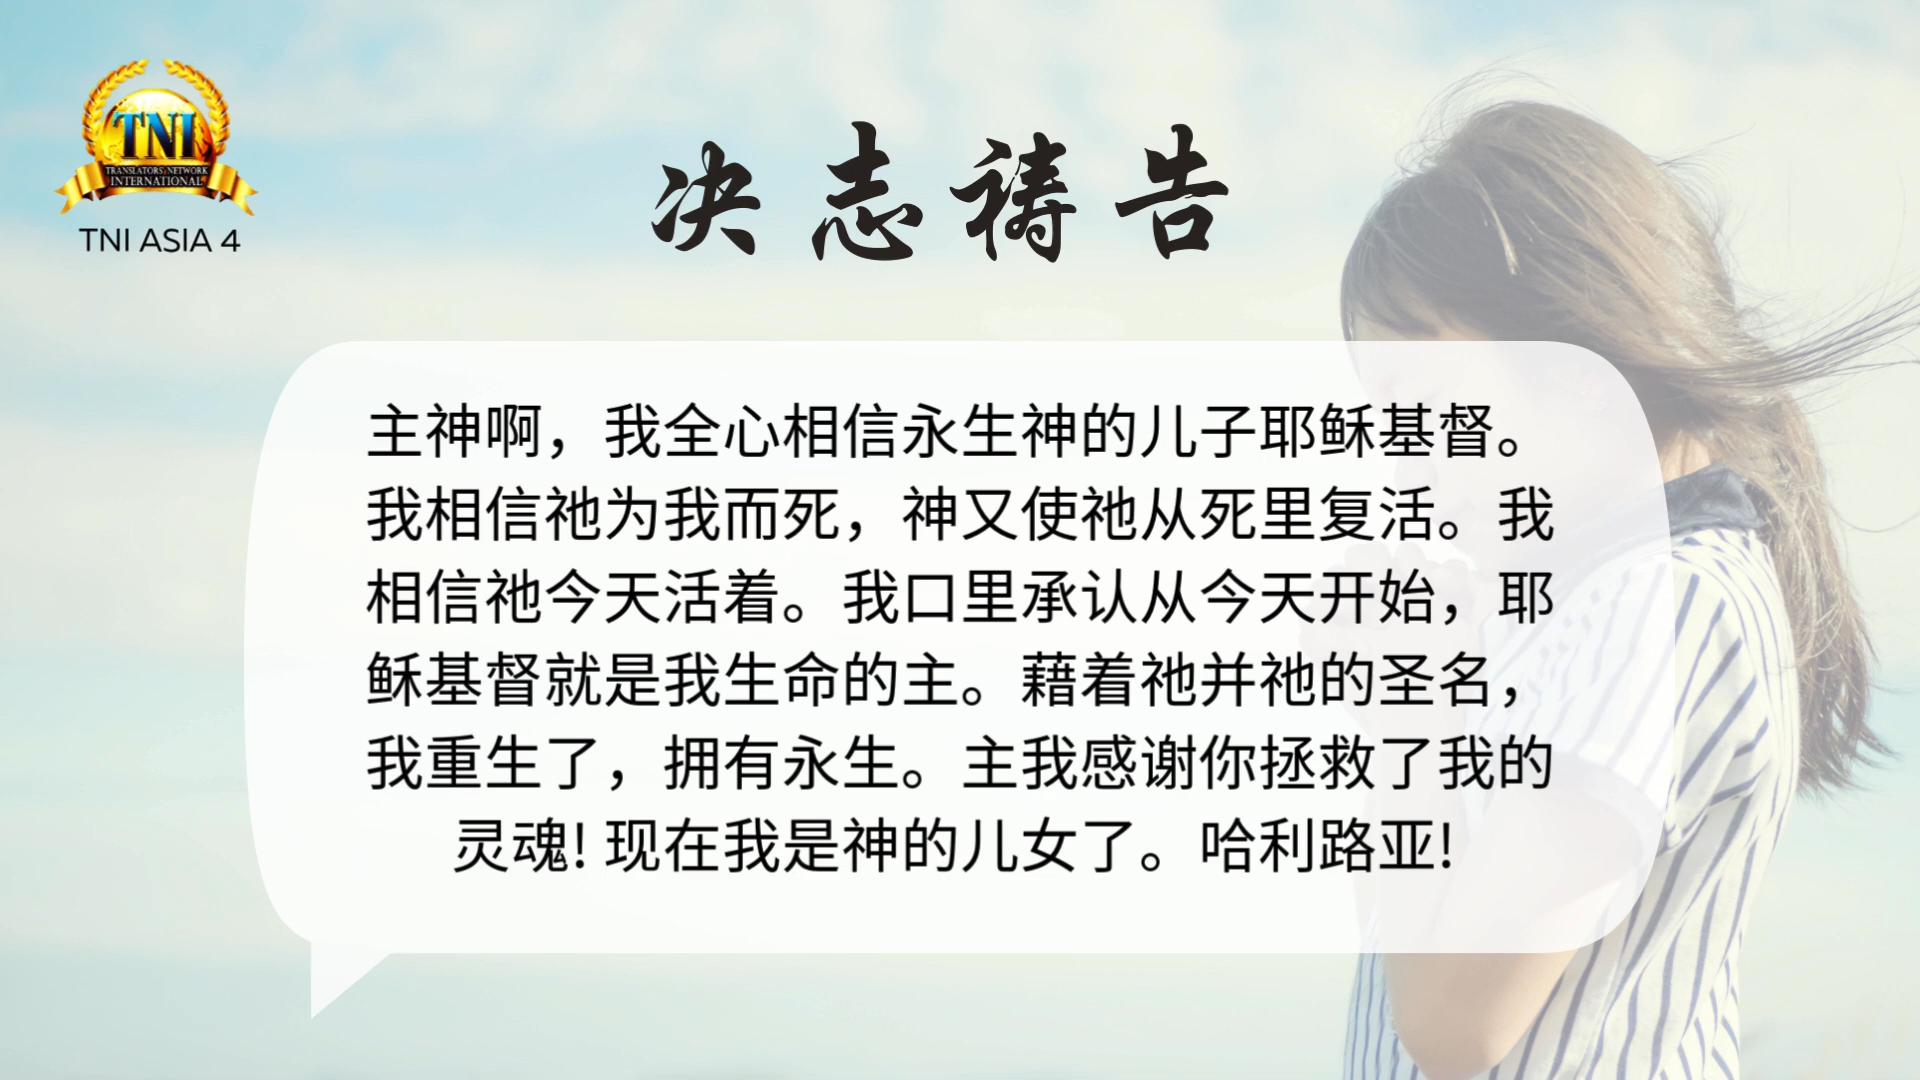 TNI
TRANSLATORS NETWORK
INTERNATIONAL
TNI ASIA 4
决志祷告
主神啊，我全心相信永生神的儿子耶稣基督。
我相信祂为我而死，神又使祂从死里复活。我
相信祂今天活着。我口里承认从今天开始，耶
稣基督就是我生命的主。藉着祂并祂的圣名，
我重生了，拥有永生。主我感谢你拯救了我的
灵魂! 现在我是神的儿女了。哈利路亚!